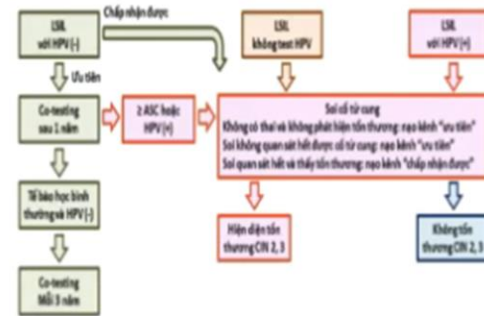 Chấp nhận được
LSIL
với HPV (-)
LSIL
không test HPV
LSIL
với HPV (+)
Ưu tiên
Co-testing
sau 1 năm
≥ ASC hoặc
HPV (+)
Soi cổ tử cung
Không có thai và không phát hiện tổn thương: nạo kênh "ưu tiên"
Soi không quan sát hết được cổ tử cung: nạo kênh "ưu tiên"
Soi quan sát hết và thấy tổn thương: nạo kênh "chấp nhận được"
Tế bào học bình
thường và HPV (-)
Hiện diện tổn
thương CIN 2, 3
Không tổn
thương CIN 2, 3
Co-testing
Mỗi 3 năm